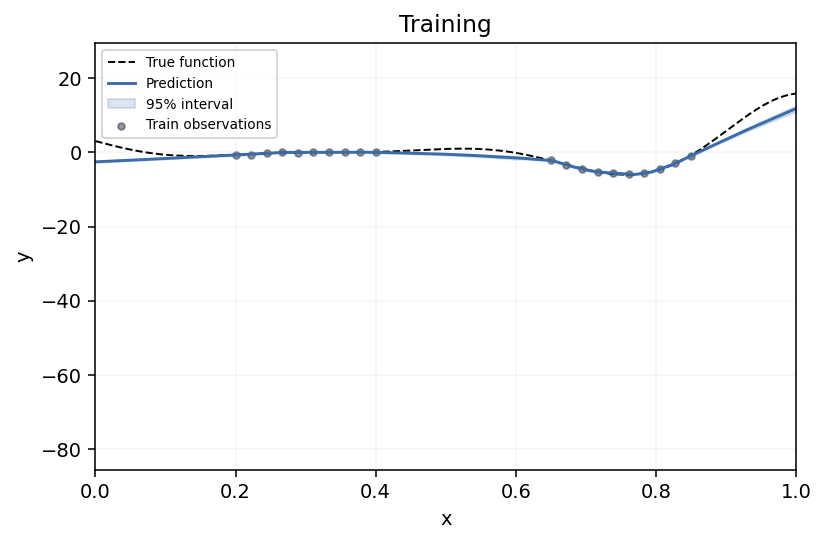 Training
True function
Prediction
95% interval
Train observations
20
0
−20
−40
−60
−80
y
0.0 0.2 0.4 0.6 0.8 1.0
x